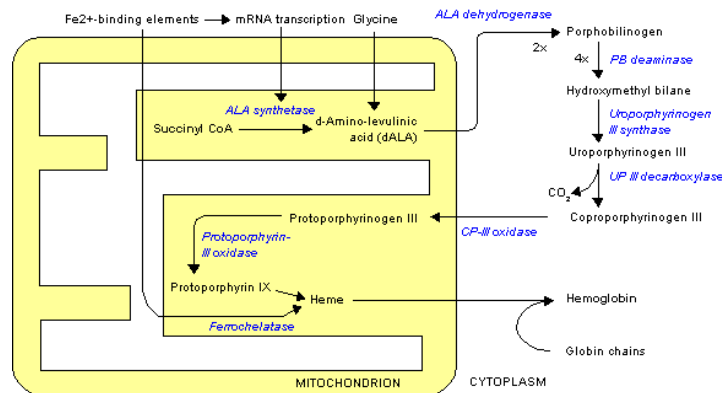 Fe2+-binding elements
mRNA transcription
Glycine
ALA dehydrogenase
2x
Porphobilinogen
4x
PB deaminase
Hydroxymethyl bilane
Uroporphyrinogen
III synthase
Uroporphyrinogen III
UP III decarboxylase
CO2
Coproporphyrinogen III
ALA synthetase
Succinyl CoA
d-Amino-levulinic
acid (dALA)
Protoporphyrinogen III
CP-III oxidase
Protoporphyrin-
III oxidase
Protoporphyrin IX
Heme
Ferrochelatase
Hemoglobin
Globin chains
MITOCHONDRION
CYTOPLASM